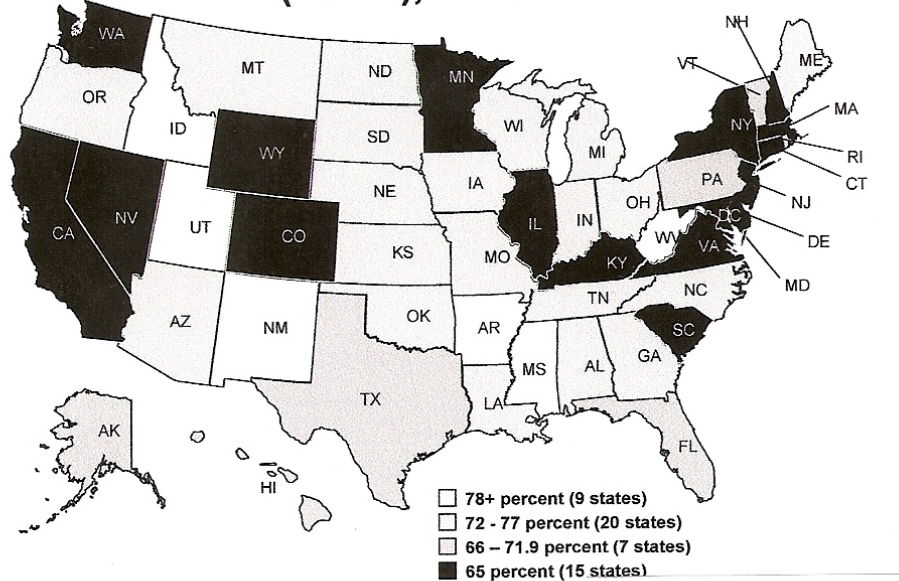 NH
WA
VT
ME
MT
ND
MN
OR
MA
ID
SD
WI
NY
WY
MI
RI
IA
PA
CT
NE
NV
UT
IL
IN
OH
NJ
CA
CO
DC
WV
VA
DE
KS
MO
KY
MD
NC
TN
AZ
NM
OK
AR
SC
MS
AL
GA
TX
LA
AK
FL
HI
78+ percent (9 states)
72 - 77 percent (20 states)
66 – 71.9 percent (7 states)
65 percent (15 states)